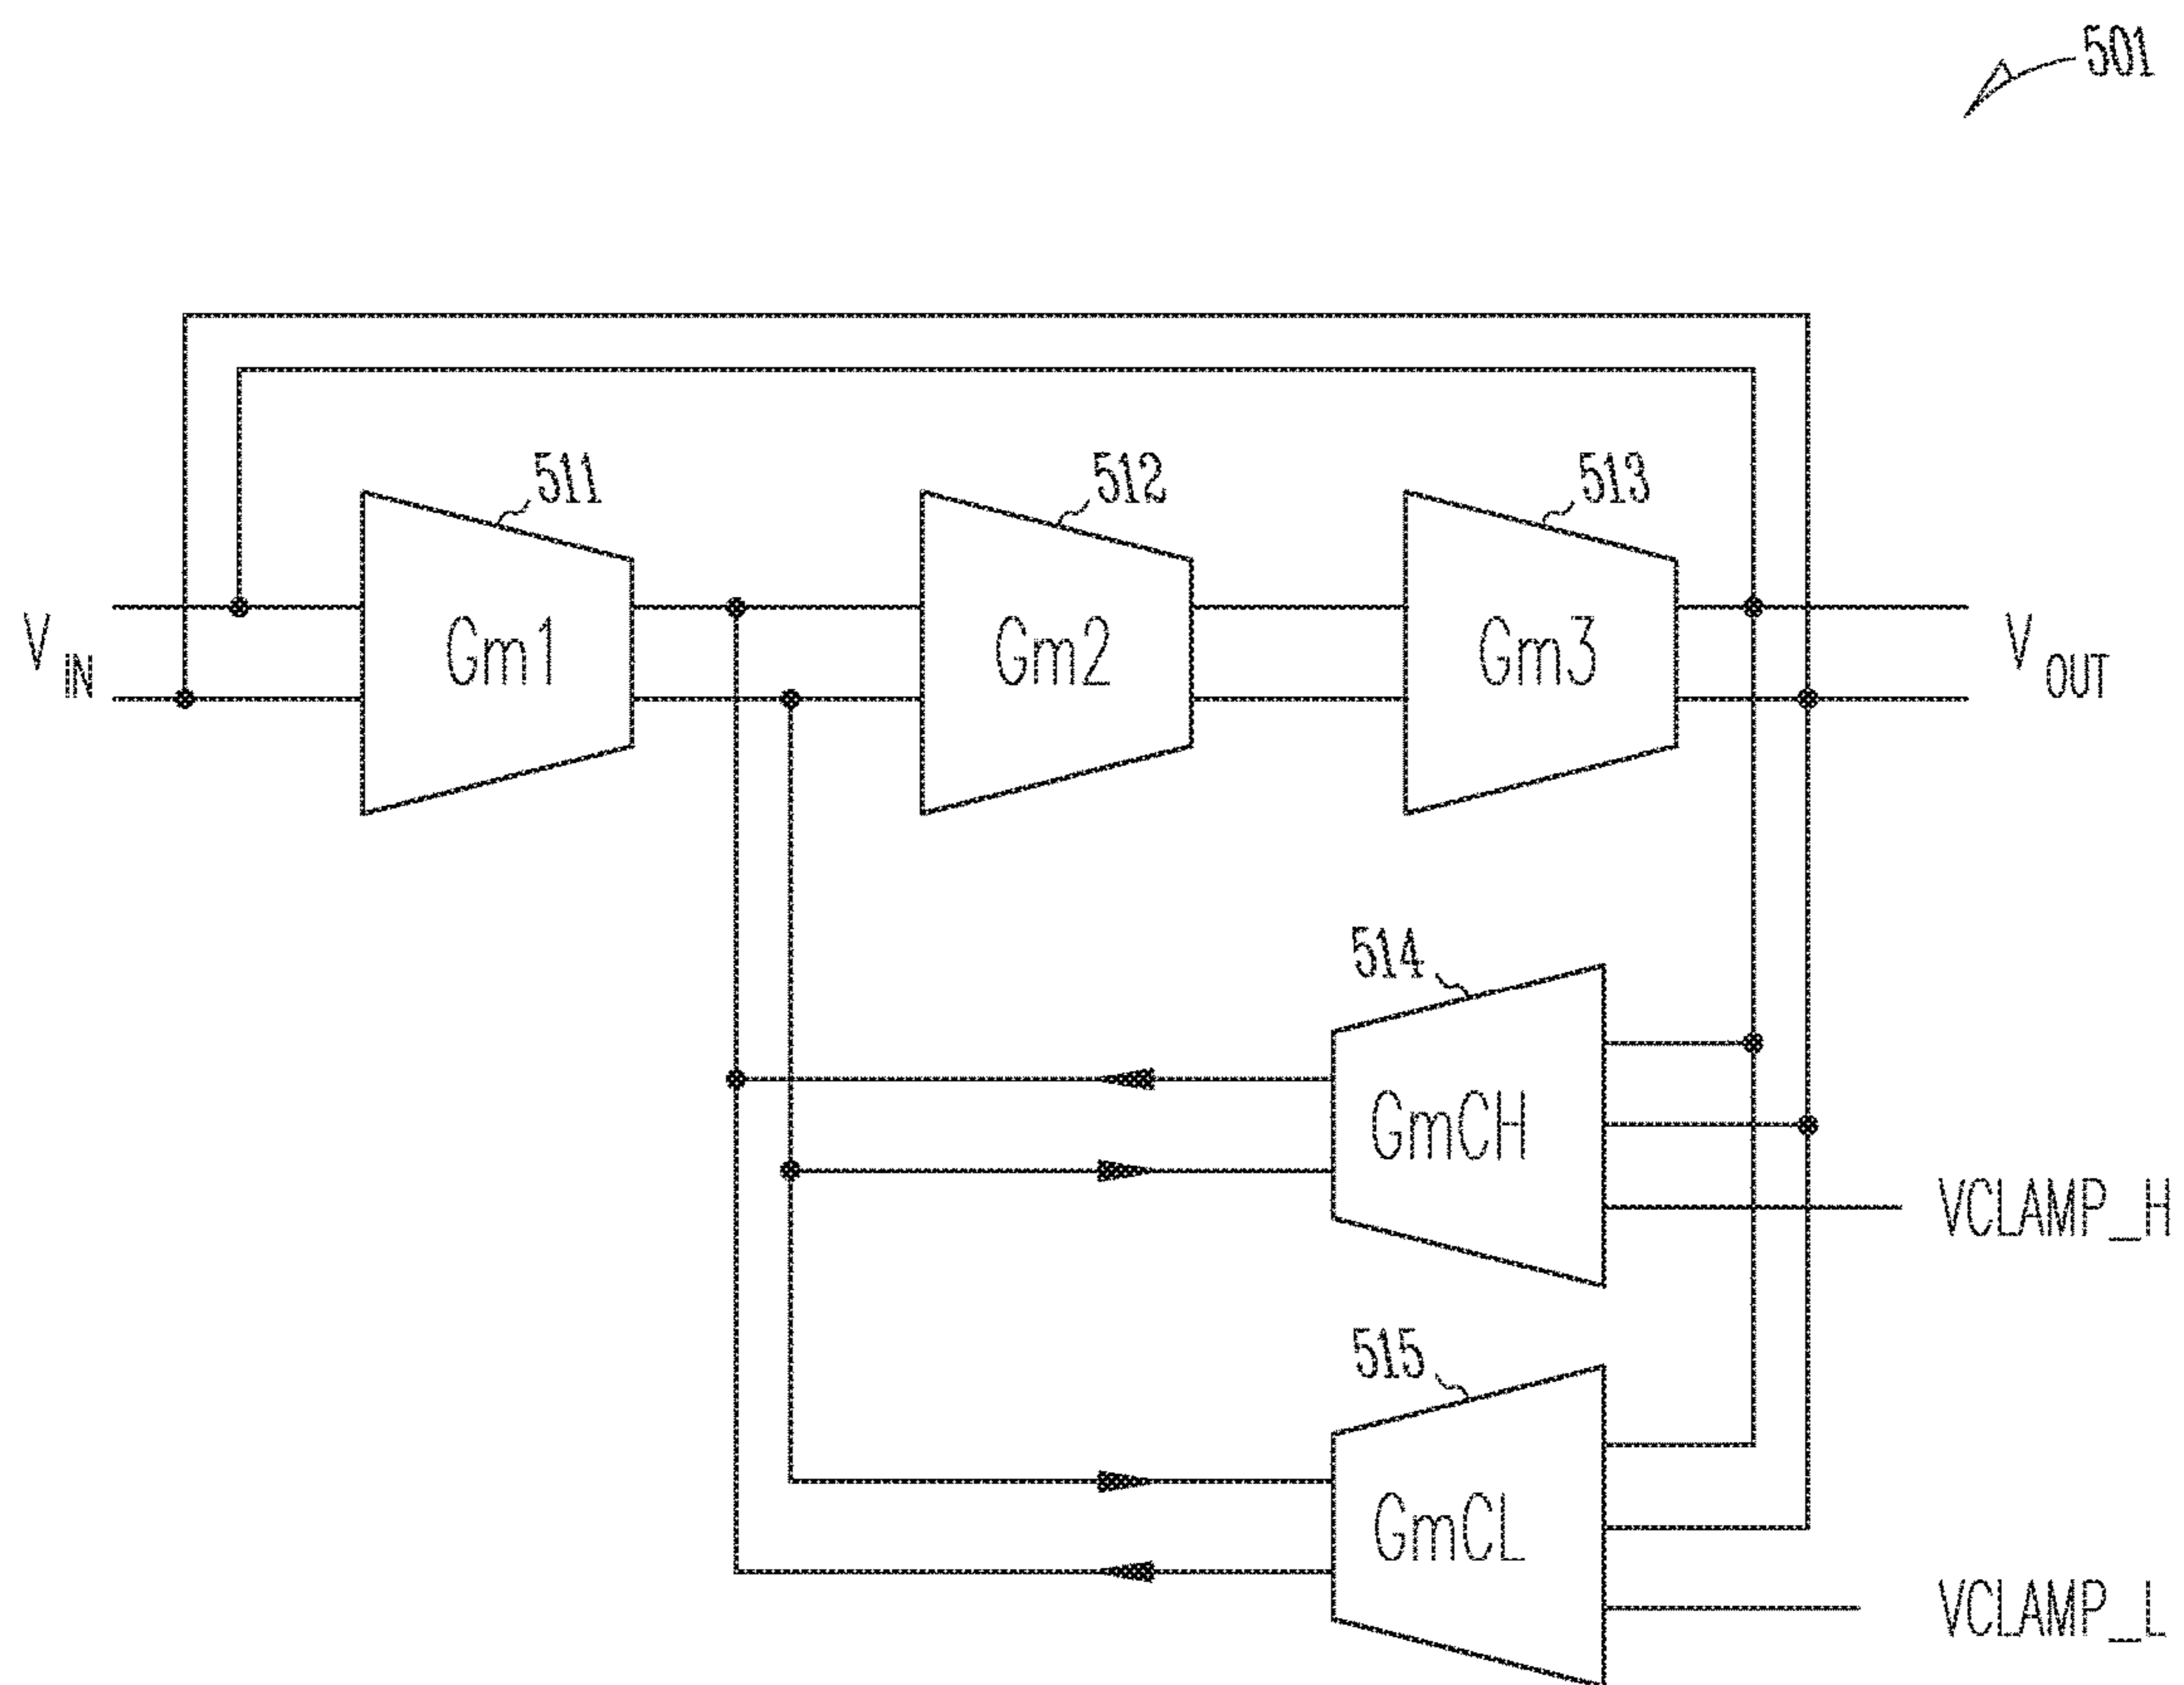 501
511
512
513
V IN
Gm1
Gm2
Gm3
V OUT
514
GmCH
VCLAMP_H
515
GmCL
VCLAMP_L